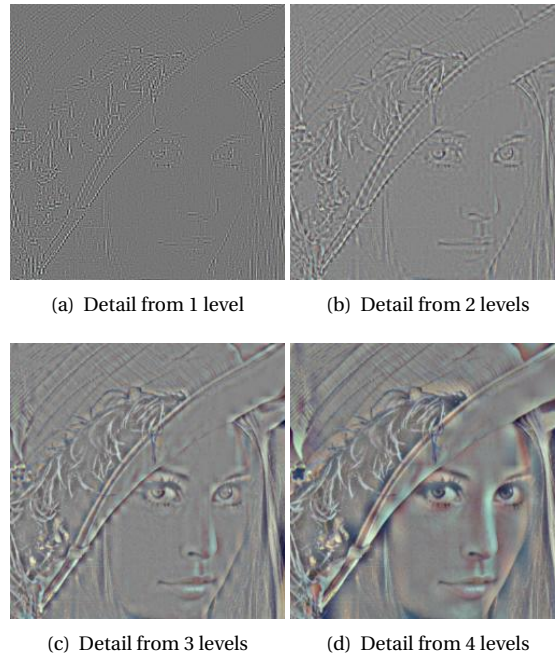 (a) Detail from 1 level
(b) Detail from 2 levels
(c) Detail from 3 levels
(d) Detail from 4 levels